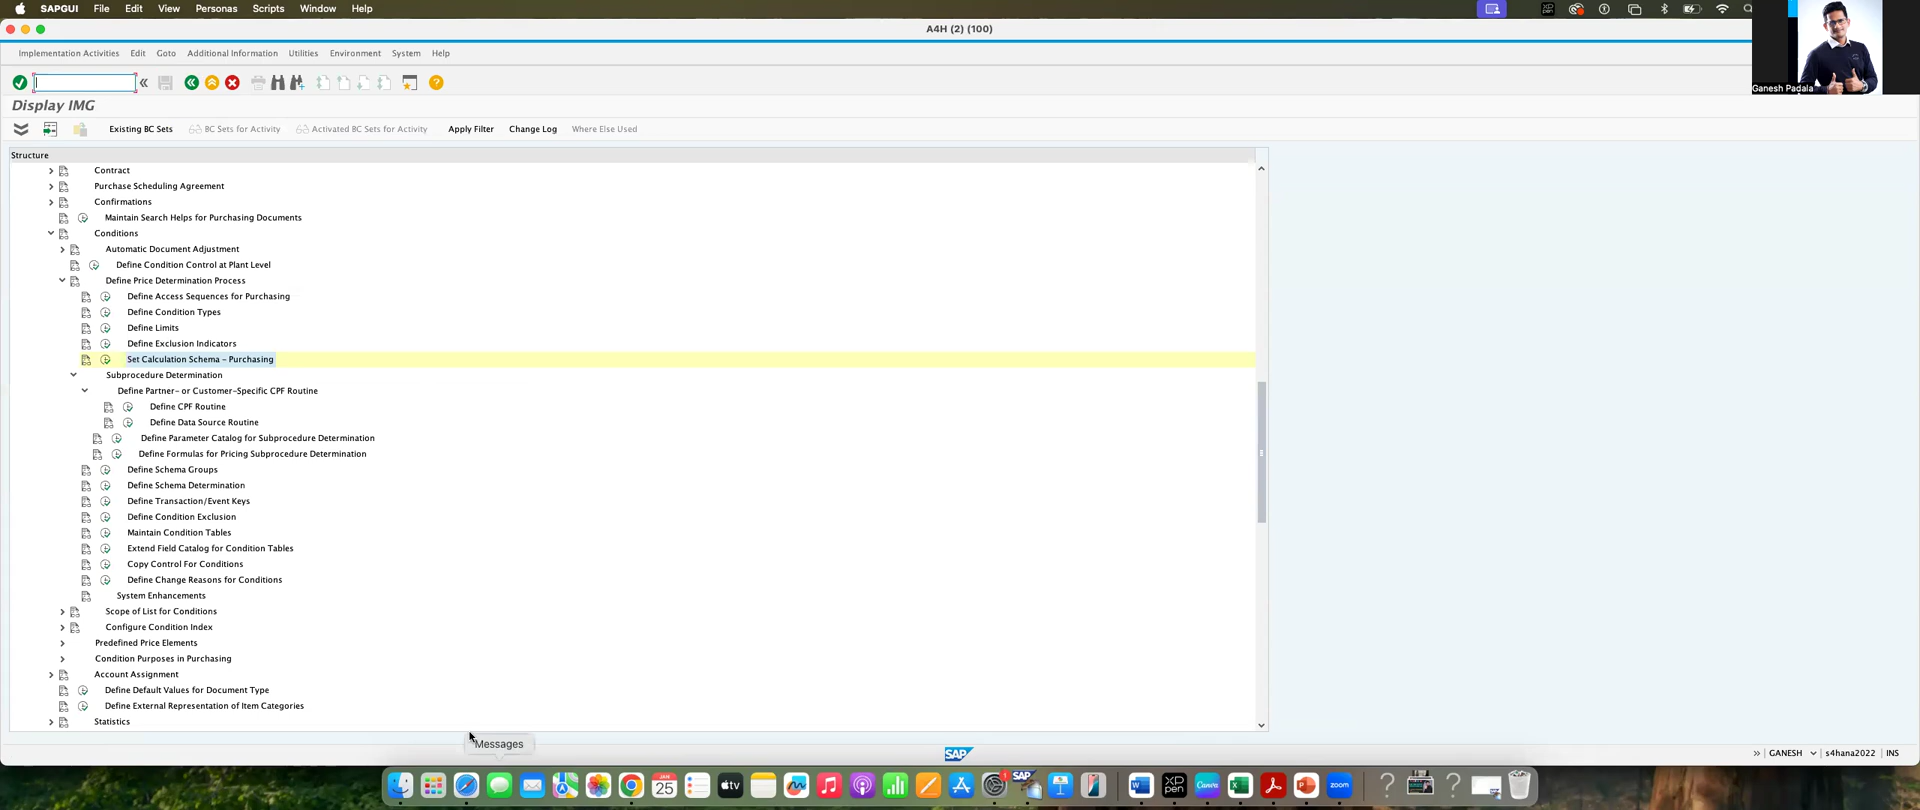 SAPGUI File Edit View Personas Scripts Window Help
A4H (2) (100)
Implementation Activities Edit Goto Additional Information Utilities Environment System Help
Display IMG
Existing BC Sets BC Sets for Activity Activated BC Sets for Activity Apply Filter Change Log Where Else Used
Ganesh Padala
Structure
Contract
Purchase Scheduling Agreement
Confirmations
Maintain Search Helps for Purchasing Documents
Conditions
Automatic Document Adjustment
Define Condition Control at Plant Level
Define Price Determination Process
Define Access Sequences for Purchasing
Define Condition Types
Define Limits
Define Exclusion Indicators
Set Calculation Schema - Purchasing
Subprocedure Determination
Define Partner- or Customer-Specific CPF Routine
Define CPF Routine
Define Data Source Routine
Define Parameter Catalog for Subprocedure Determination
Define Formulas for Pricing Subprocedure Determination
Define Schema Groups
Define Schema Determination
Define Transaction/Event Keys
Define Condition Exclusion
Maintain Condition Tables
Extend Field Catalog for Condition Tables
Copy Control For Conditions
Define Change Reasons for Conditions
System Enhancements
Scope of List for Conditions
Configure Condition Index
Predefined Price Elements
Condition Purposes in Purchasing
Account Assignment
Define Default Values for Document Type
Define External Representation of Item Categories
Statistics
Messages
SAP
GANESH s4hana2022 INS
JAN
25
tv
SAP
XP
PEN
Canva
zoom